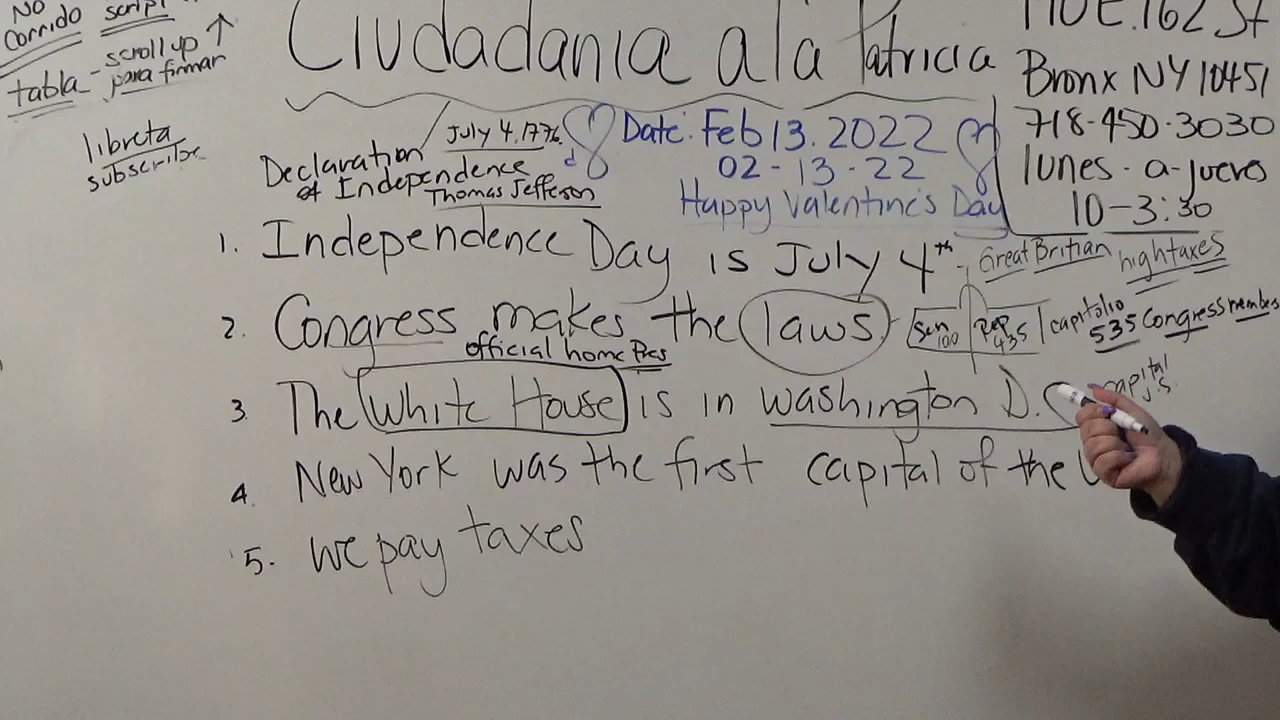 No
Corrido script
tabla - scroll up ↑
para firmar
libreta
subscribe
Ciudadania a la Patricia
162 St
Bronx NY 10451
718-450-3030
lunes - a - jueves
10-3:30
July 4, 1776
Declaration
of Independence
Thomas Jefferson
Date: Feb 13. 2022
02-13-22
Happy Valentine's Day
1. Independence Day is July 4th - Great Britian high taxes
2. Congress makes the laws. Sen 100 Rep 435 capitolio
535 Congress members
official home Pres
3. The White House is in Washington D. capital
U.S.
4. New York was the first capital of the
5. we pay taxes